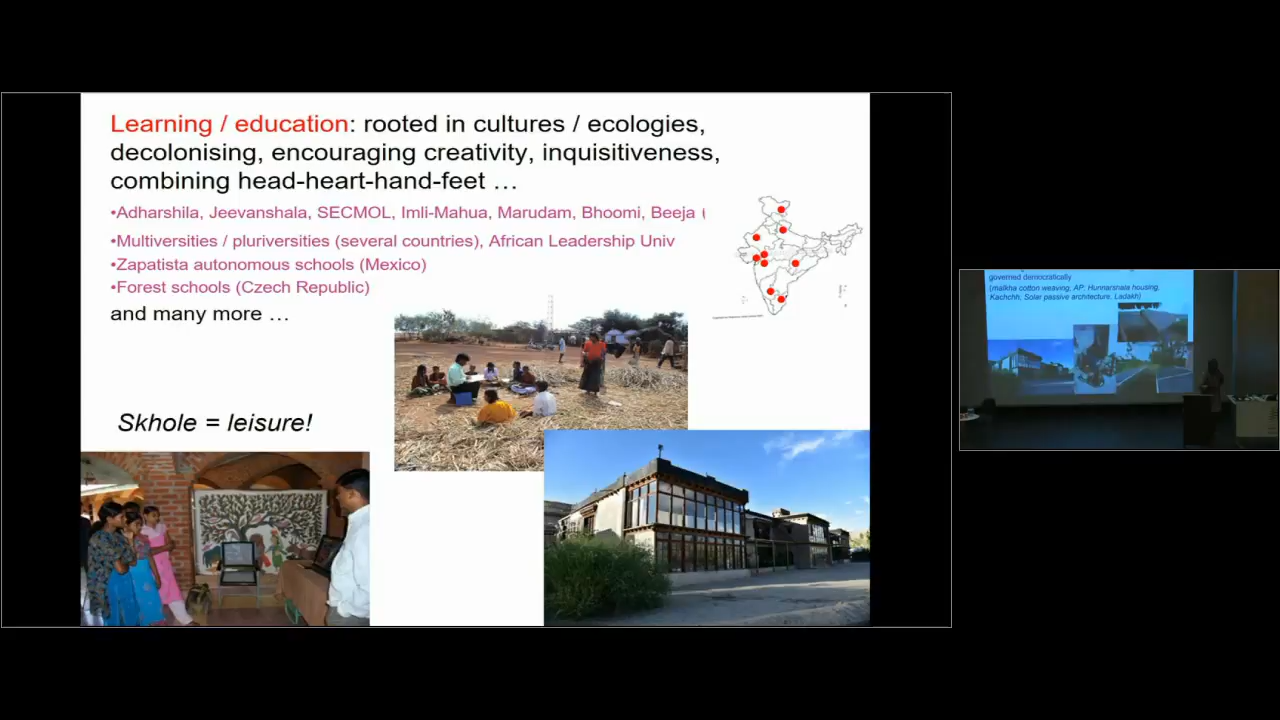 Learning / education: rooted in cultures / ecologies,
decolonising, encouraging creativity, inquisitiveness,
combining head-heart-hand-feet …
•Adharshila, Jeevanshala, SECMOL, Imli-Mahua, Marudam, Bhoomi, Beeja
•Multiversities / pluriversities (several countries), African Leadership Univ
•Zapatista autonomous schools (Mexico)
•Forest schools (Czech Republic)
and many more …
Skhole = leisure!
governed democratically
(malkha cotton weaving, AP; Hunnarshala housing,
Kachchh, Solar passive architecture, Ladakh)